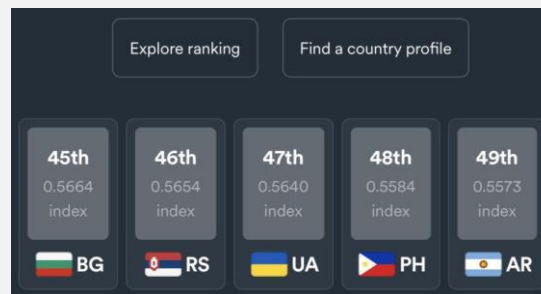 Explore ranking
Find a country profile
45th
0.5664
index
BG
46th
0.5654
index
RS
47th
0.5640
index
UA
48th
0.5584
index
PH
49th
0.5573
index
AR